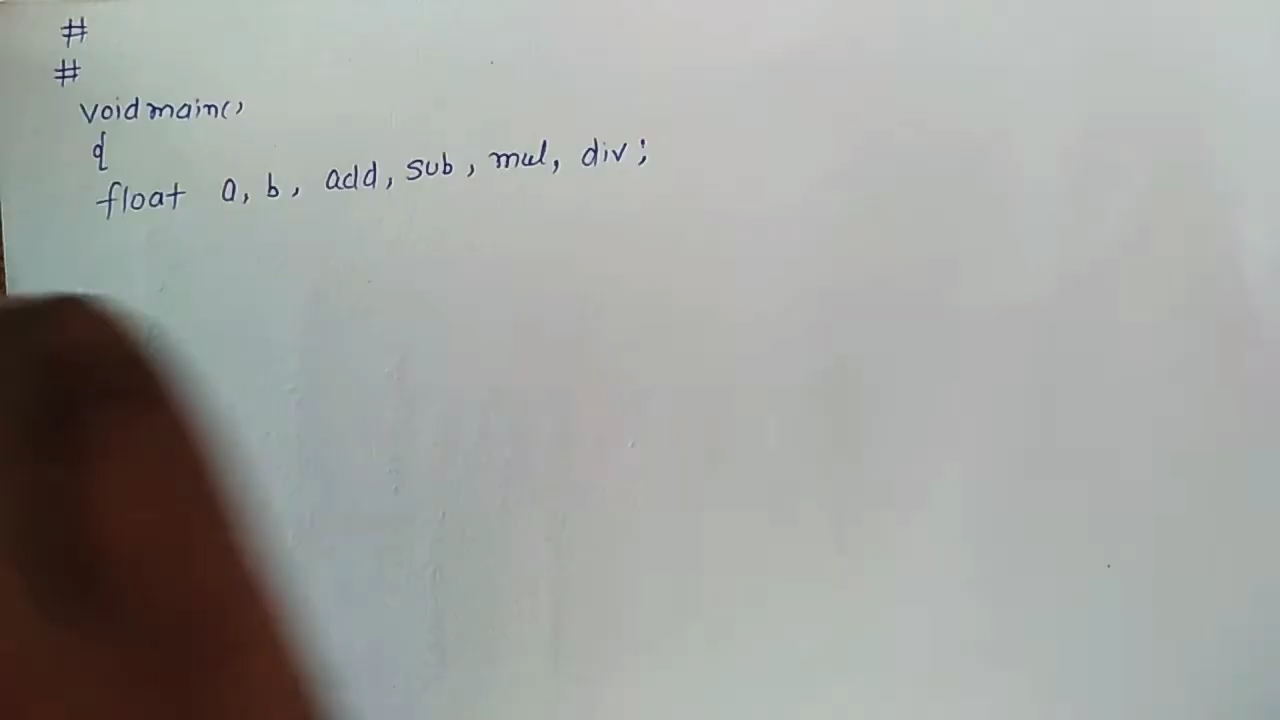 #
#
void main()
{
float a, b, add, sub, mul, div;